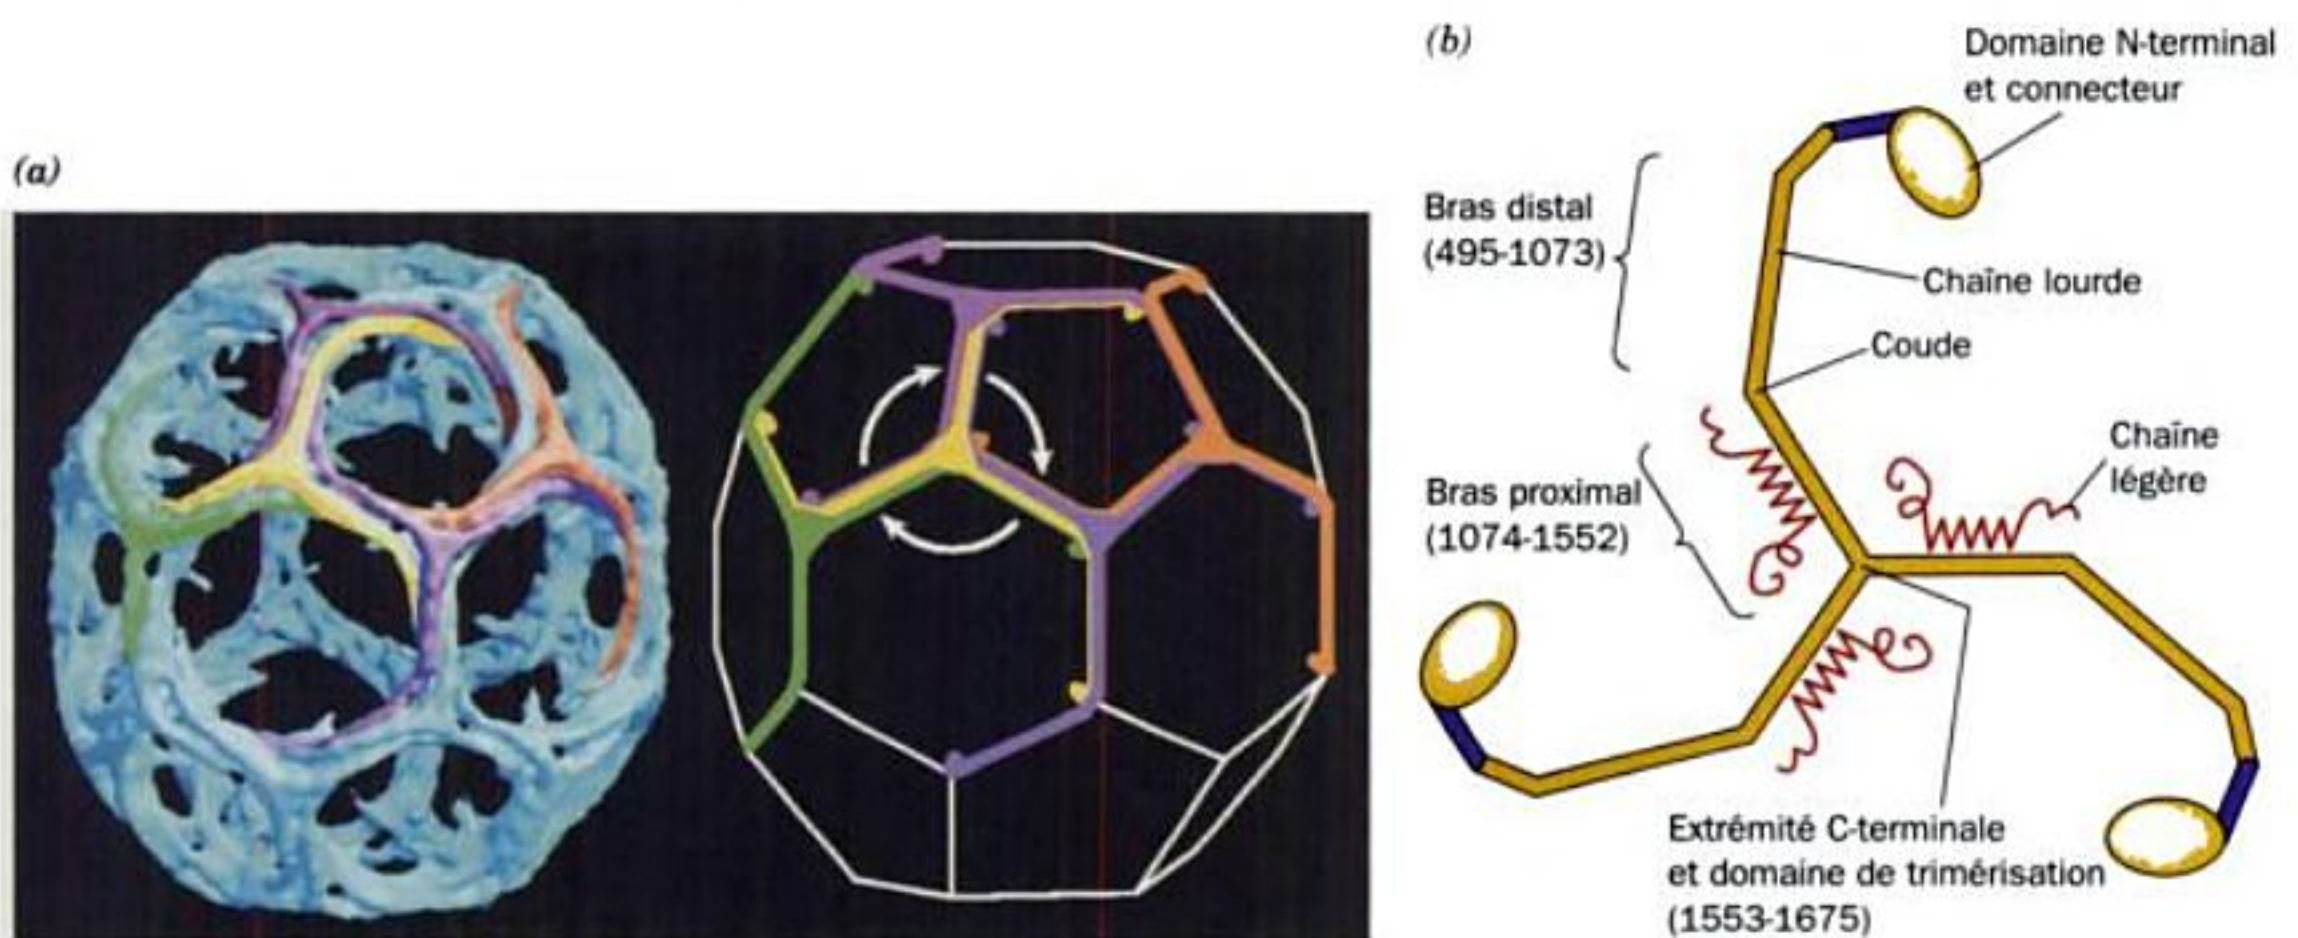 (a)
(b)
Domaine N-terminal
et connecteur
Bras distal
(495-1073)
Chaîne lourde
Coude
Chaîne
légère
Bras proximal
(1074-1552)
Extrémité C-terminale
et domaine de trimérisation
(1553-1675)